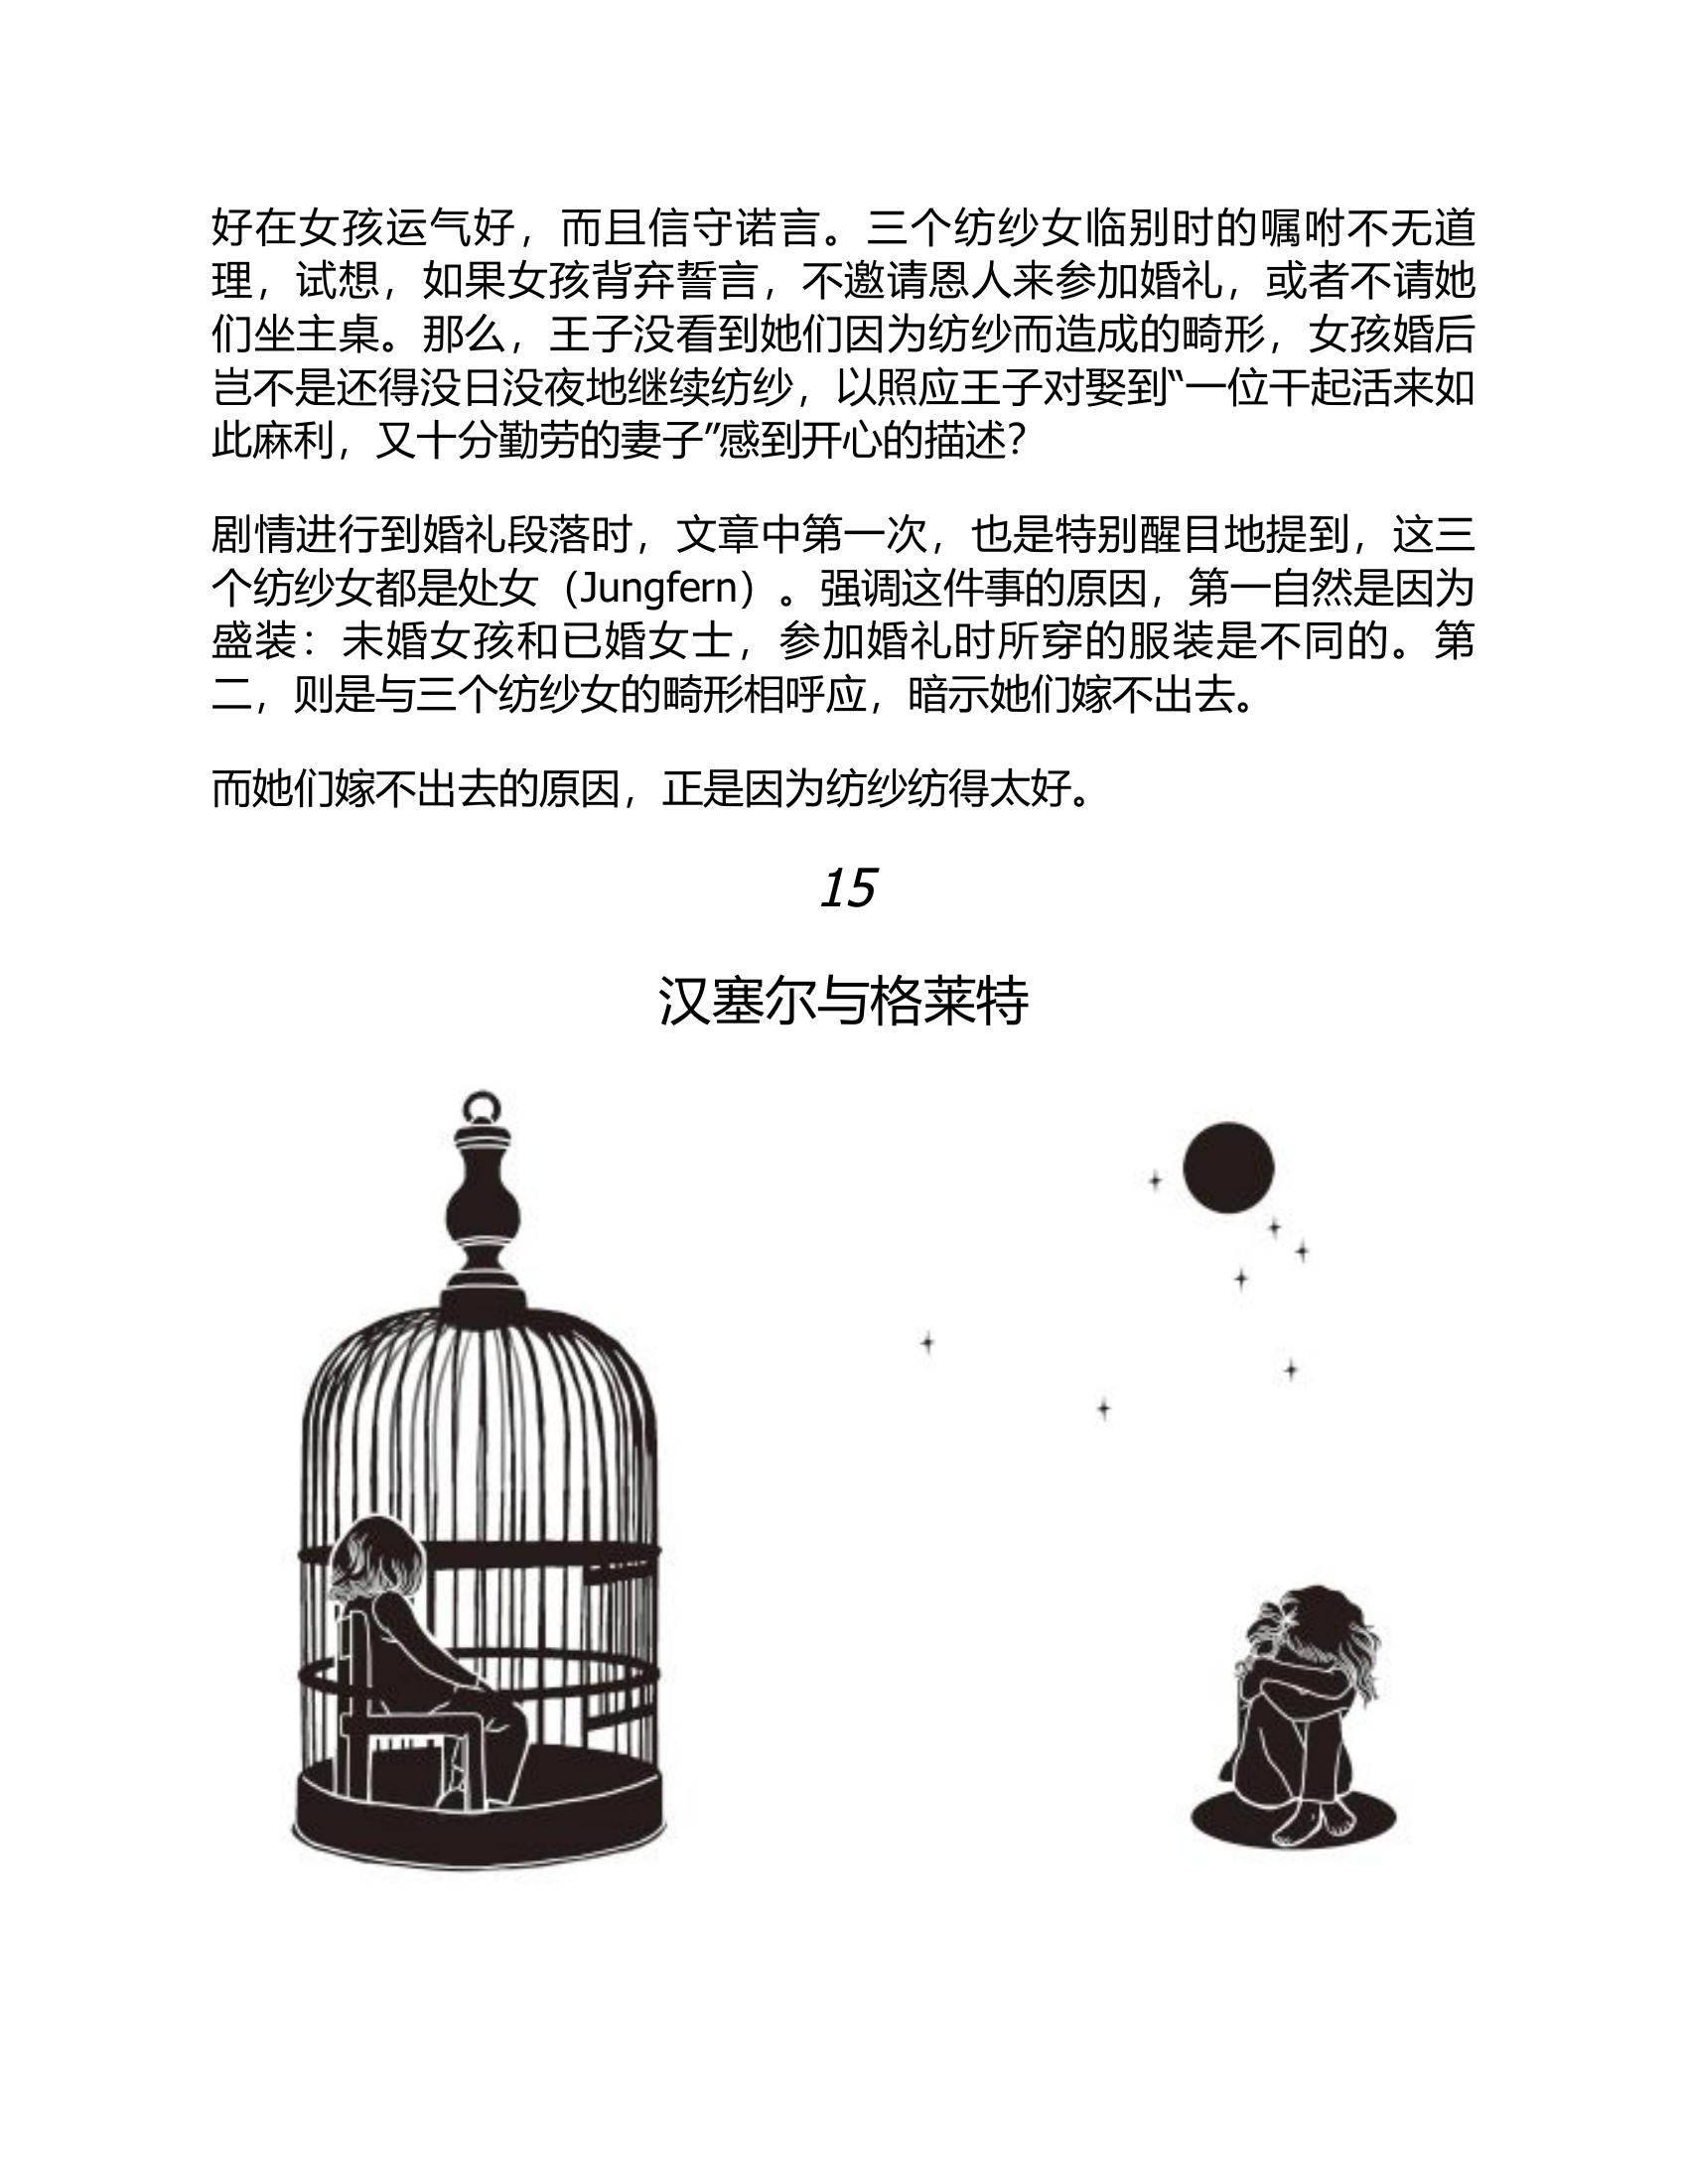 好在女孩运气好，而且信守诺言。三个纺纱女临别时的嘱咐不无道
理，试想，如果女孩背弃誓言，不邀请恩人来参加婚礼，或者不请她
们坐主桌。那么，王子没看到她们因为纺纱而造成的畸形，女孩婚后
岂不是还得没日没夜地继续纺纱，以照应王子对娶到“一位干起活来如
此麻利，又十分勤劳的妻子”感到开心的描述？
剧情进行到婚礼段落时，文章中第一次，也是特别醒目地提到，这三
个纺纱女都是处女（Jungfern）。强调这件事的原因，第一自然是因为
盛装：未婚女孩和已婚女士，参加婚礼时所穿的服装是不同的。第
二，则是与三个纺纱女的畸形相呼应，暗示她们嫁不出去。
而她们嫁不出去的原因，正是因为纺纱纺得太好。
15
汉塞尔与格莱特